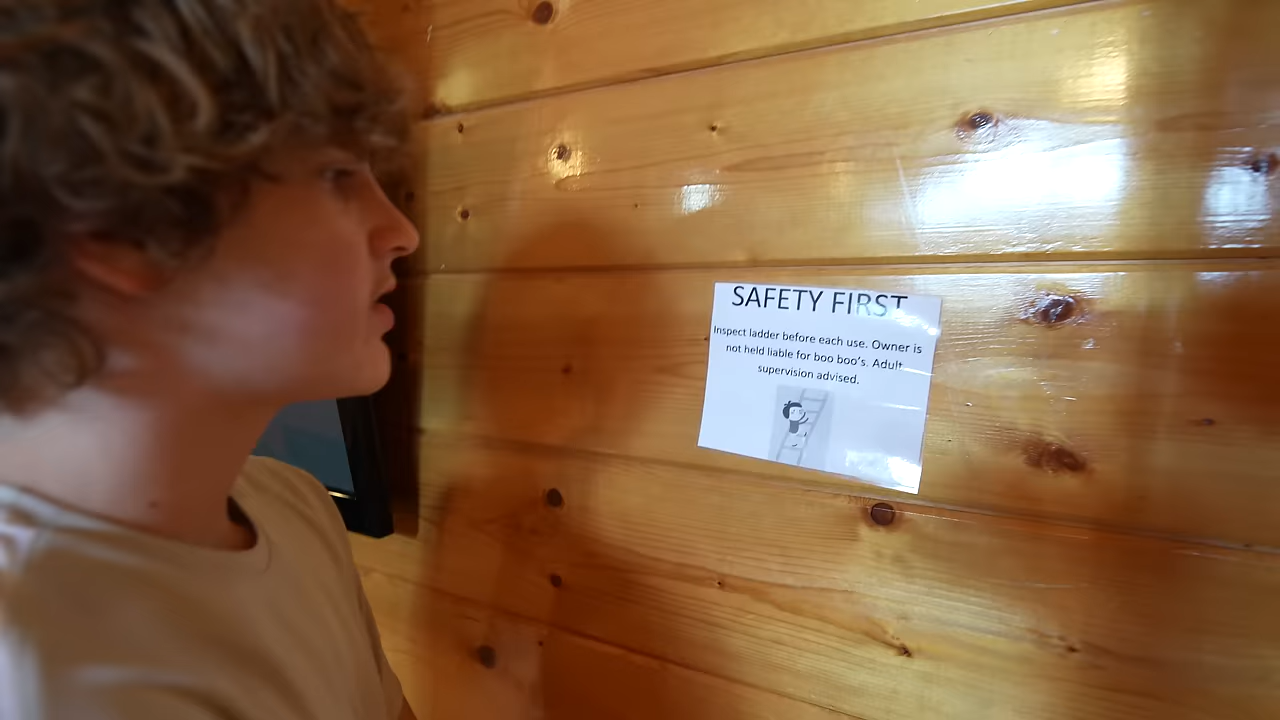 SAFETY FIRST
Inspect ladder before each use. Owner is
not held liable for boo boo's. Adult
supervision advised.